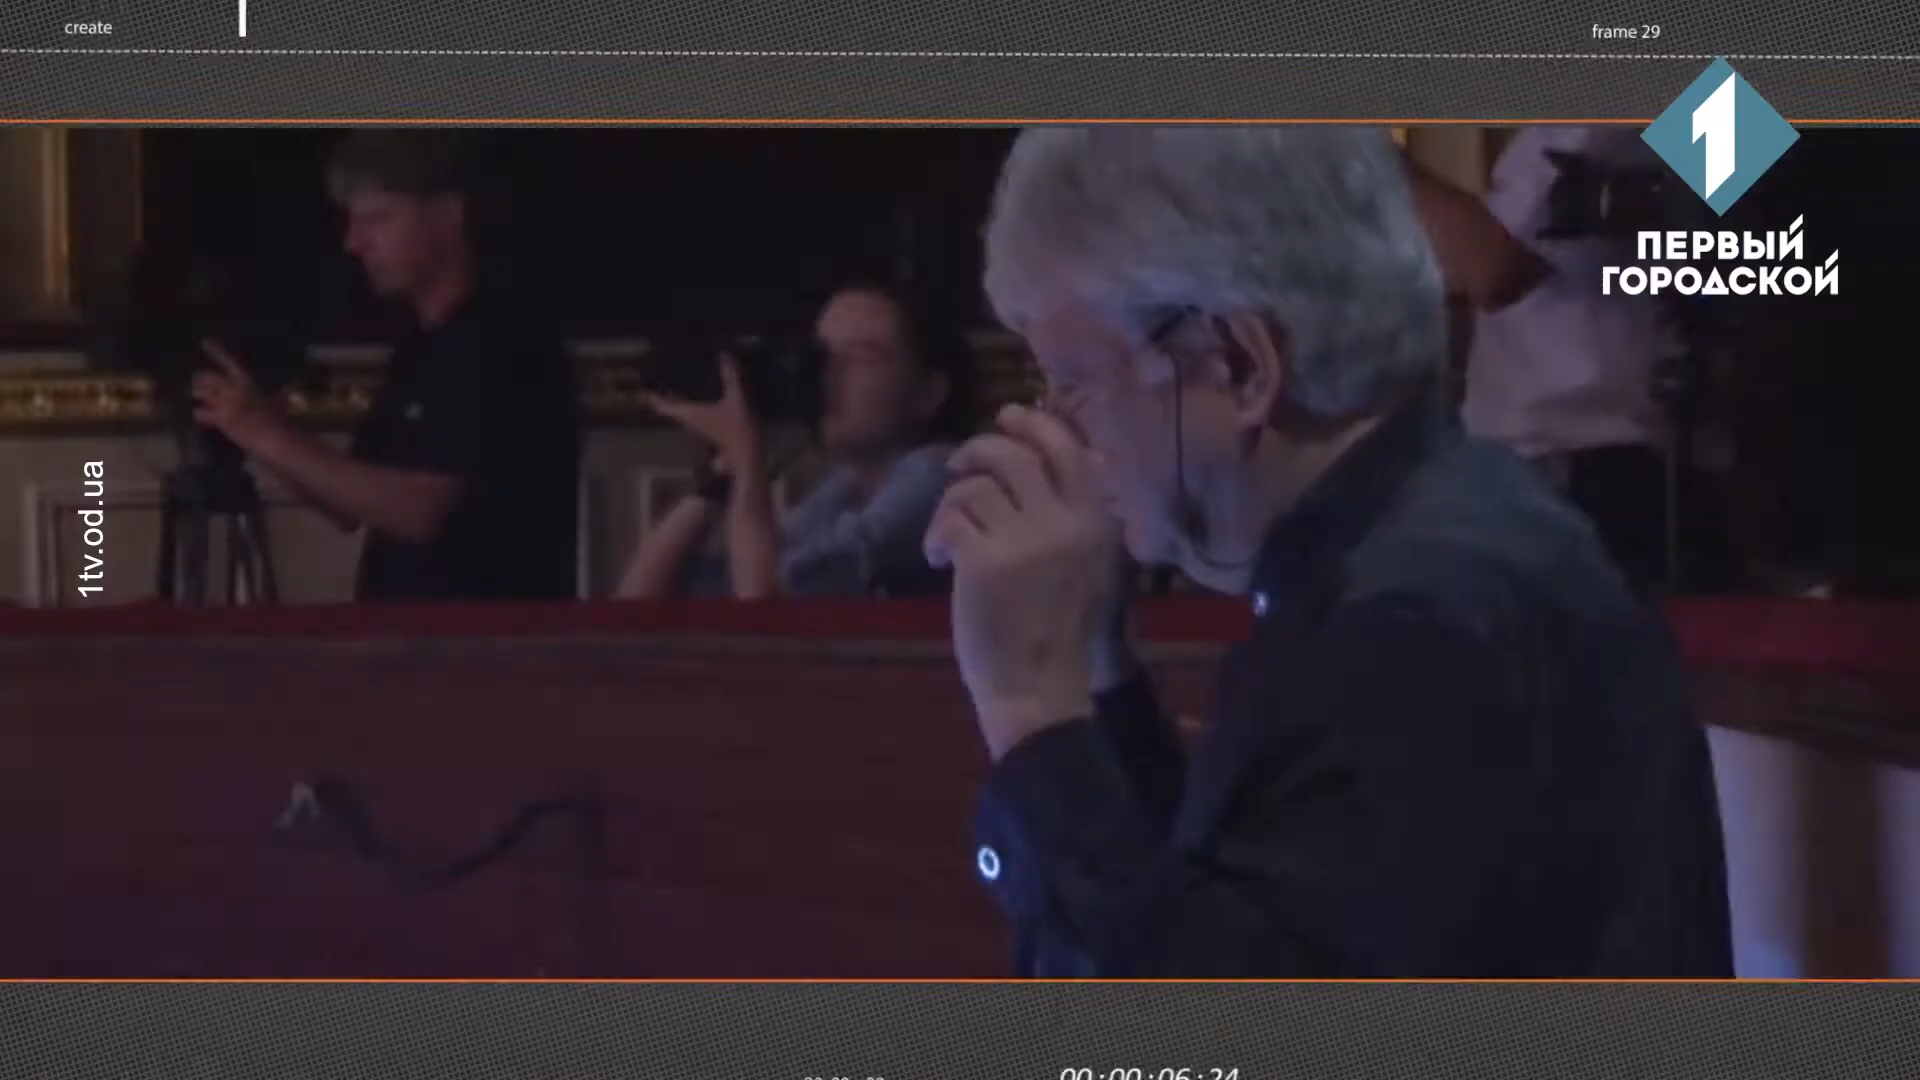 create
frame 29
1
ПЕРВЫЙ
ГОРОДСКОЙ
1tv.od.ua
00:00:06:24